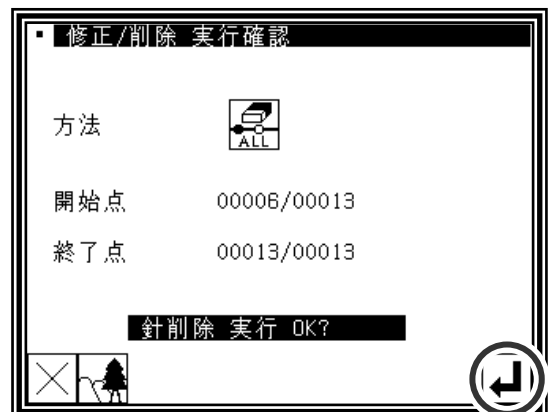 修正/削除 実行確認
方法
ALL
開始点 00006/00013
終了点 00013/00013
針削除 実行 OK?